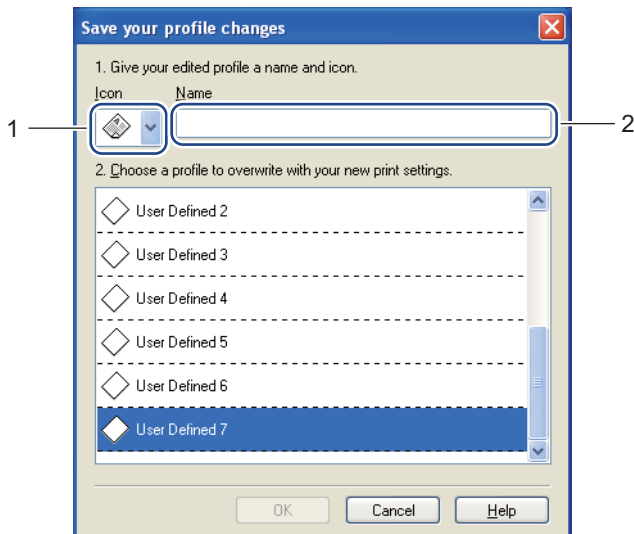 Save your profile changes
1. Give your edited profile a name and icon.
Icon Name
1 2
2. Choose a profile to overwrite with your new print settings.
User Defined 2
User Defined 3
User Defined 4
User Defined 5
User Defined 6
User Defined 7
OK Cancel Help